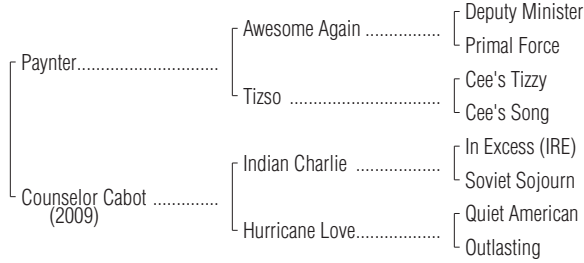 Deputy Minister
Awesome Again ..................
Primal Force
Paynter..............................
Cee's Tizzy
Tizso ................................
Cee's Song
In Excess (IRE)
Indian Charlie ..................
Soviet Sojourn
Counselor Cabot ..............
(2009)
Quiet American
Hurricane Love..................
Outlasting